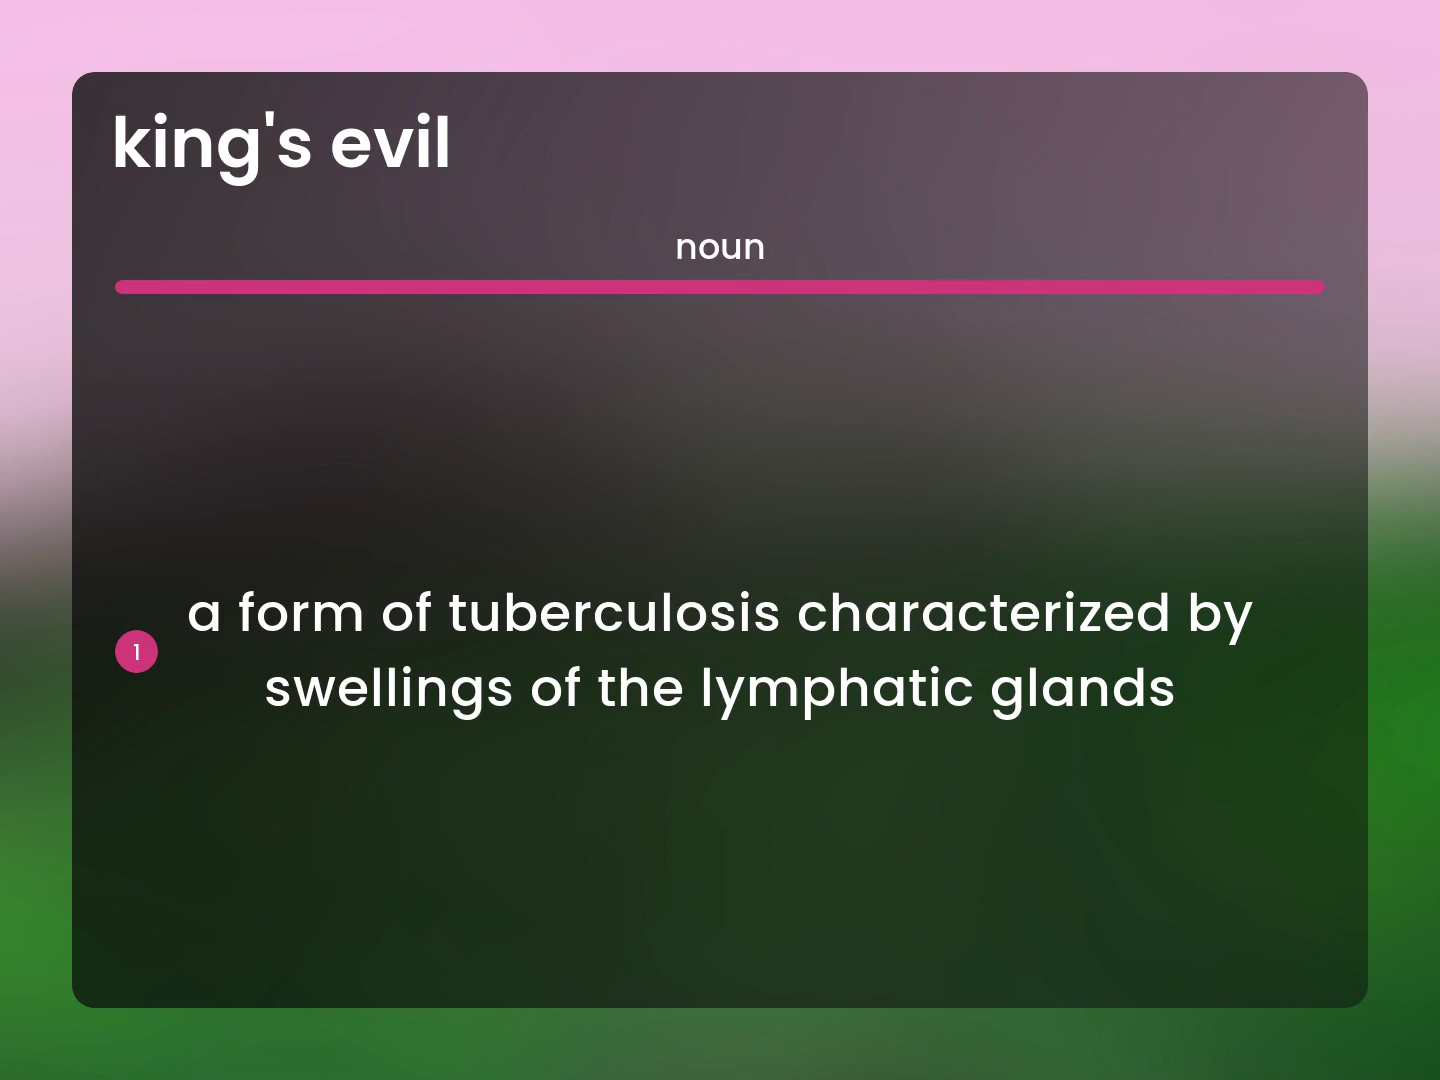 king's evil
noun
1
a form of tuberculosis characterized by
swellings of the lymphatic glands